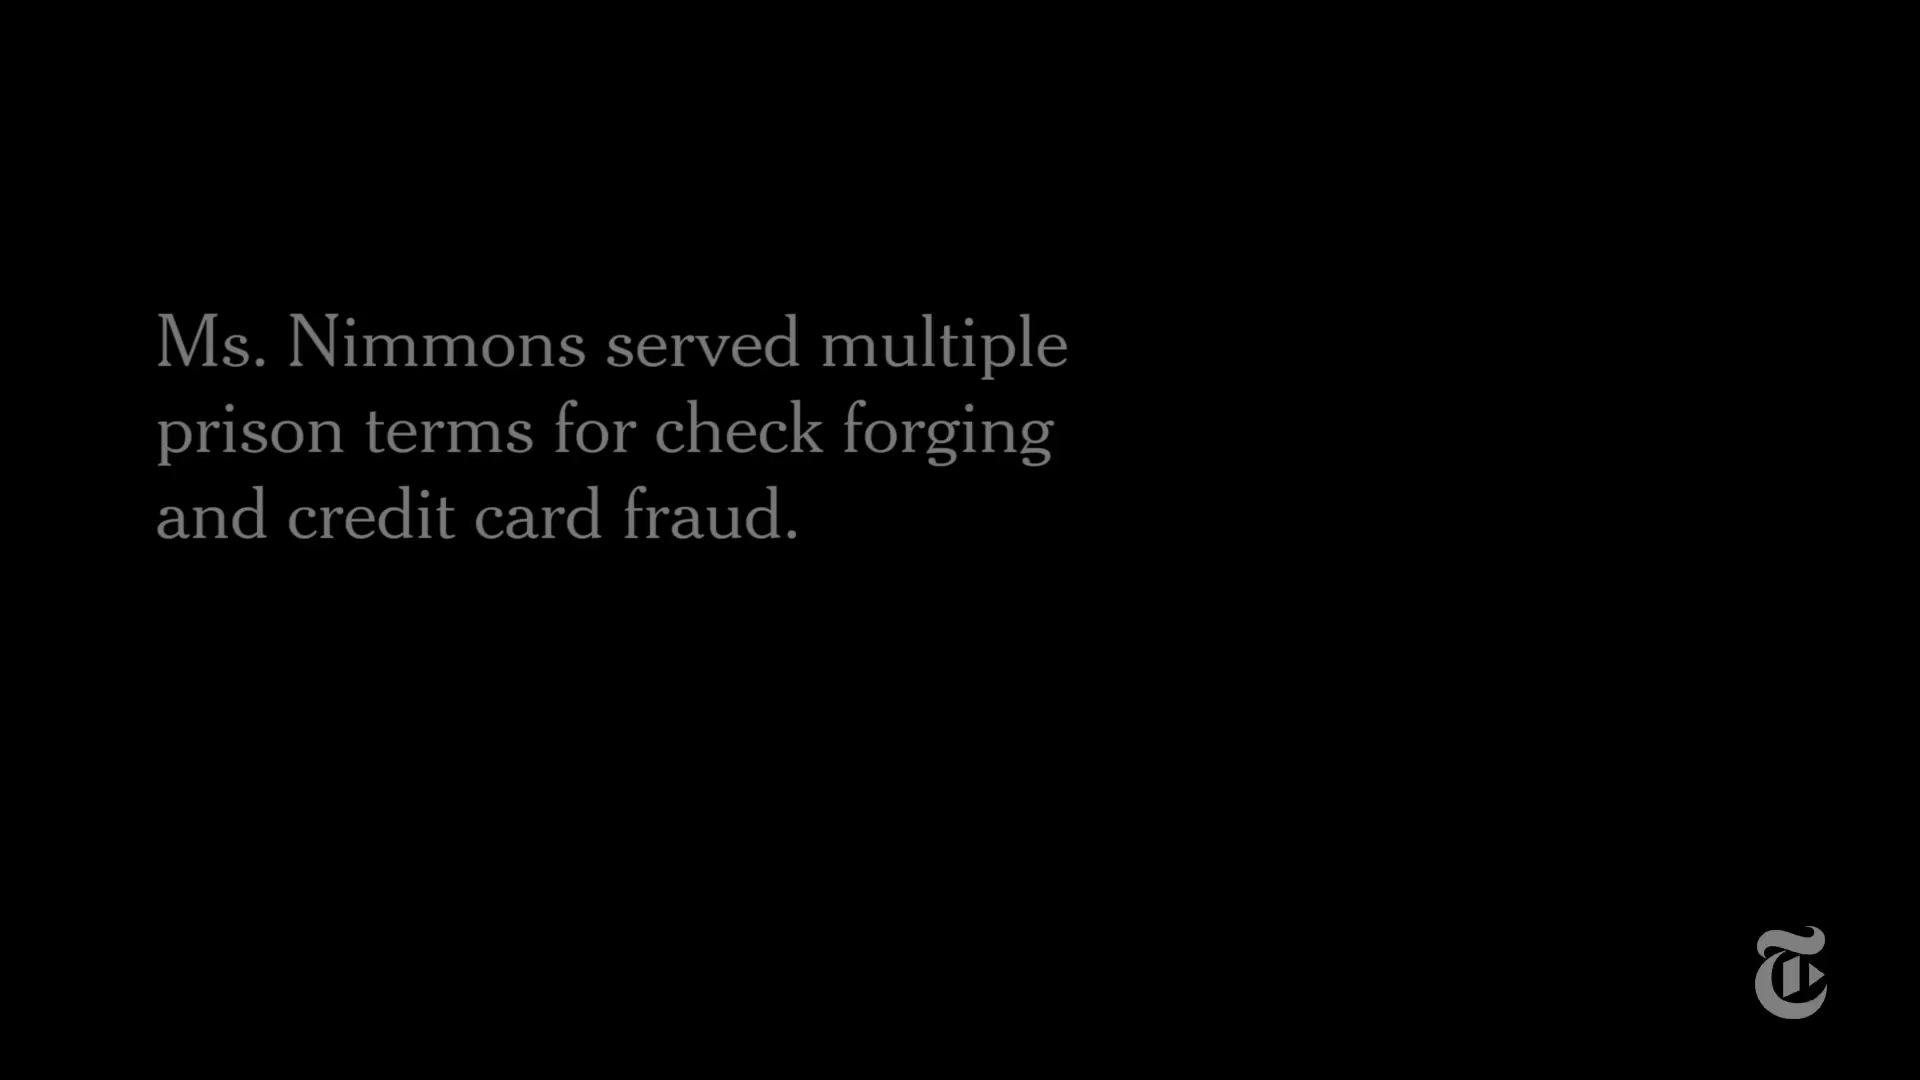 Ms. Nimmons served multiple
prison terms for check forging
and credit card fraud.